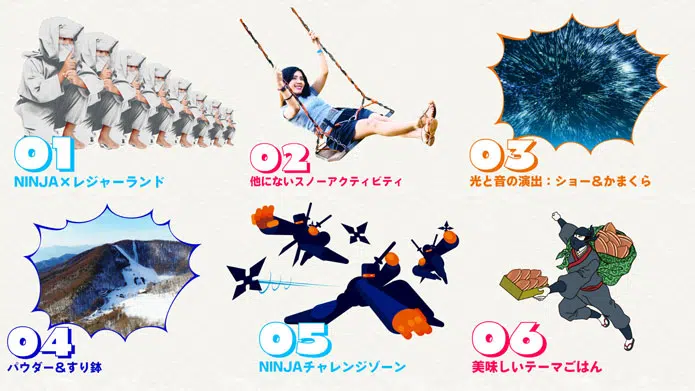 01
NINJA×レジャーランド
02
他にないスノーアクティビティ
03
光と音の演出：ショー&かまくら
04
パウダー&すり鉢
05
NINJAチャレンジゾーン
06
美味しいテーマごはん